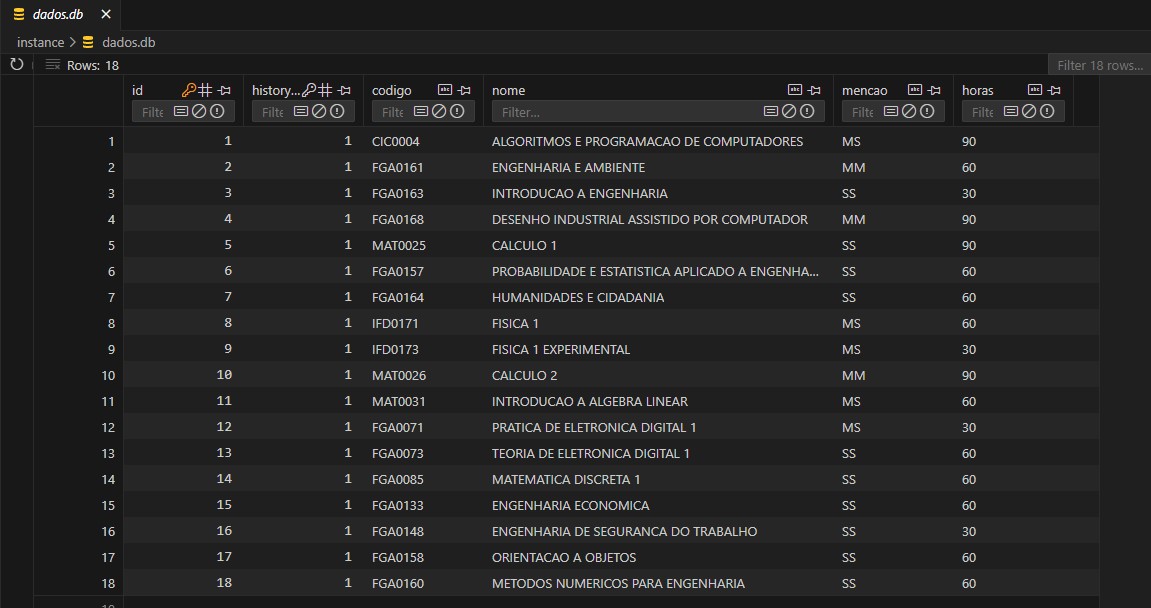 dados.db
instance > dados.db
Rows: 18 Filter 18 rows...
id history... codigo nome mencao horas
Filte Filte Filte Filter... Filte Filte
1 1 1 CIC0004 ALGORITMOS E PROGRAMACAO DE COMPUTADORES MS 90
2 2 1 FGA0161 ENGENHARIA E AMBIENTE MM 60
3 3 1 FGA0163 INTRODUCAO A ENGENHARIA SS 30
4 4 1 FGA0168 DESENHO INDUSTRIAL ASSISTIDO POR COMPUTADOR MM 90
5 5 1 MAT0025 CALCULO 1 SS 90
6 6 1 FGA0157 PROBABILIDADE E ESTATISTICA APLICADO A ENGENHA... SS 60
7 7 1 FGA0164 HUMANIDADES E CIDADANIA SS 60
8 8 1 IFD0171 FISICA 1 MS 60
9 9 1 IFD0173 FISICA 1 EXPERIMENTAL MS 30
10 10 1 MAT0026 CALCULO 2 MM 90
11 11 1 MAT0031 INTRODUCAO A ALGEBRA LINEAR MS 60
12 12 1 FGA0071 PRATICA DE ELETRONICA DIGITAL 1 MS 30
13 13 1 FGA0073 TEORIA DE ELETRONICA DIGITAL 1 SS 60
14 14 1 FGA0085 MATEMATICA DISCRETA 1 SS 60
15 15 1 FGA0133 ENGENHARIA ECONOMICA SS 60
16 16 1 FGA0148 ENGENHARIA DE SEGURANCA DO TRABALHO SS 30
17 17 1 FGA0158 ORIENTACAO A OBJETOS SS 60
18 18 1 FGA0160 METODOS NUMERICOS PARA ENGENHARIA SS 60